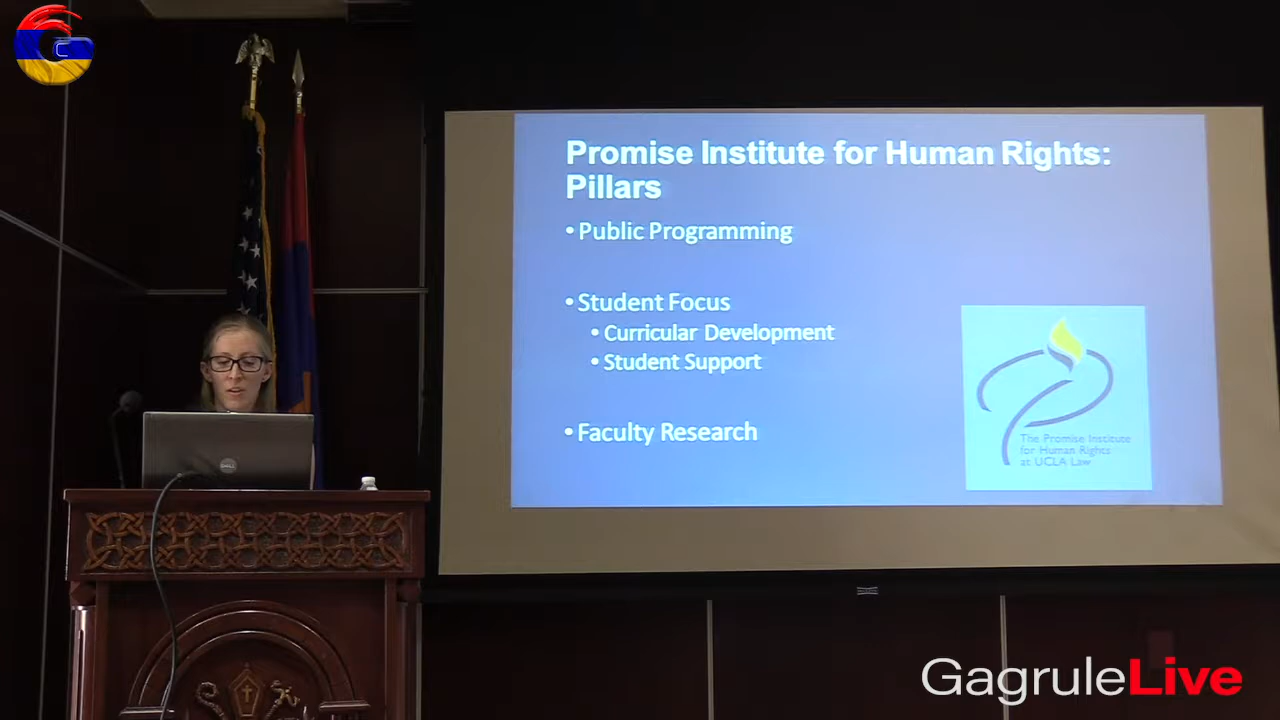 Promise Institute for Human Rights:
Pillars
• Public Programming
• Student Focus
• Curricular Development
• Student Support
• Faculty Research
The Promise Institute
for Human Rights
at UCLA Law
DELL
GagruleLive